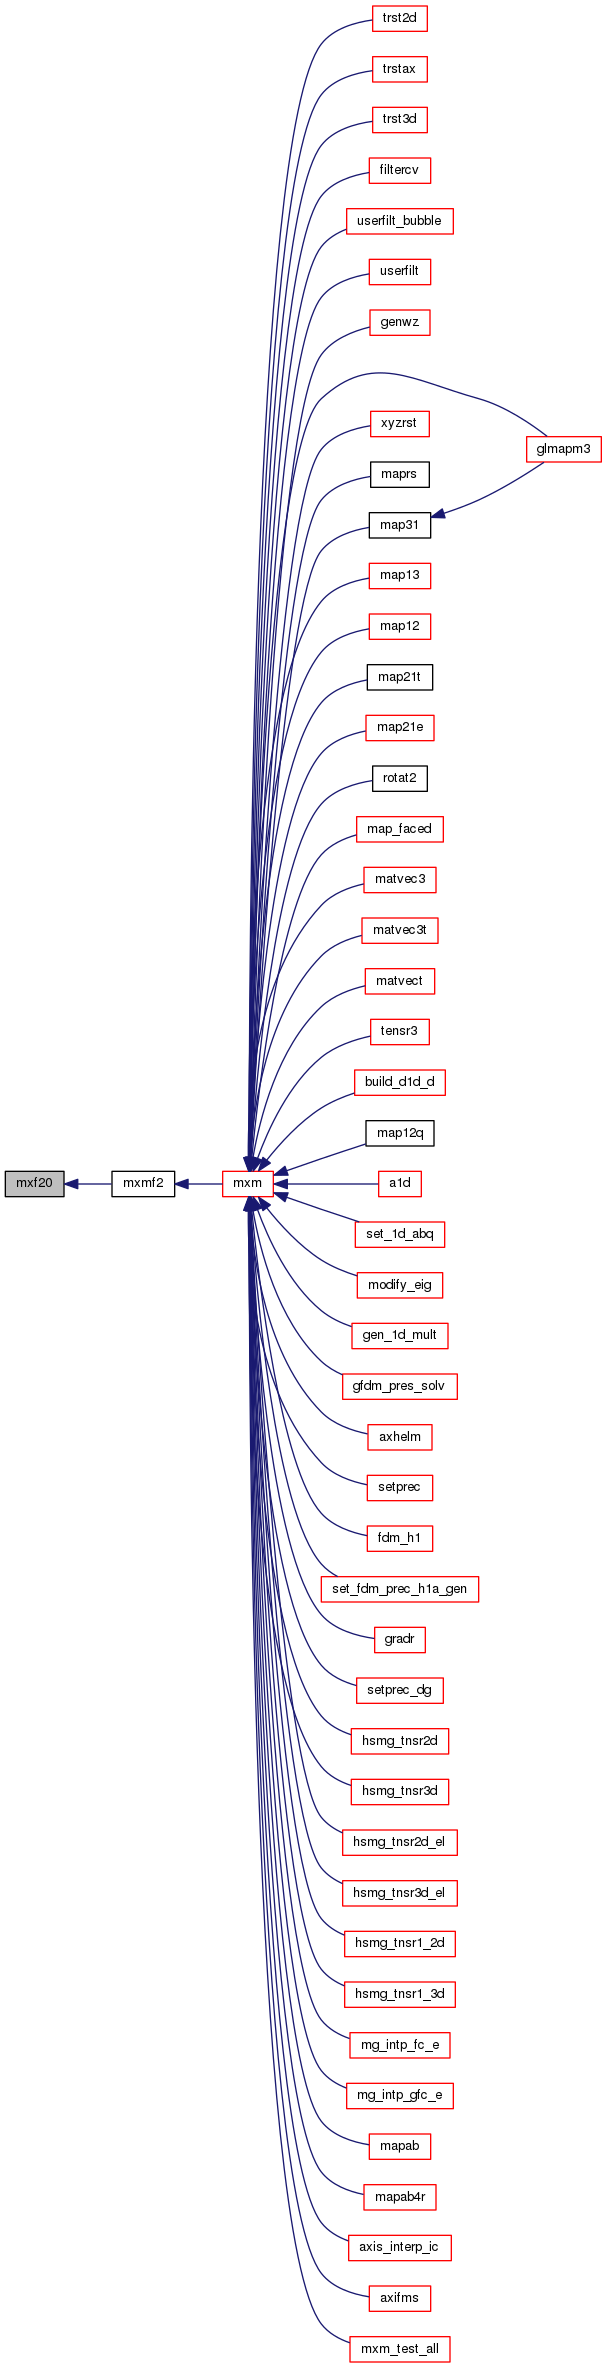 trst2d
trstax
trst3d
filtercv
userfilt_bubble
userfilt
genwz
xyzrst
glmapm3
maprs
map31
map13
map12
map21t
map21e
rotat2
map_faced
matvec3
matvec3t
matvect
tensr3
build_d1d_d
map12q
mxf20
mxmf2
mxm
a1d
set_1d_abq
modify_eig
gen_1d_mult
gfdm_pres_solv
axhelm
setprec
fdm_h1
set_fdm_prec_h1a_gen
gradr
setprec_dg
hsmg_tnsr2d
hsmg_tnsr3d
hsmg_tnsr2d_el
hsmg_tnsr3d_el
hsmg_tnsr1_2d
hsmg_tnsr1_3d
mg_intp_fc_e
mg_intp_gfc_e
mapab
mapab4r
axis_interp_ic
axifms
mxm_test_all